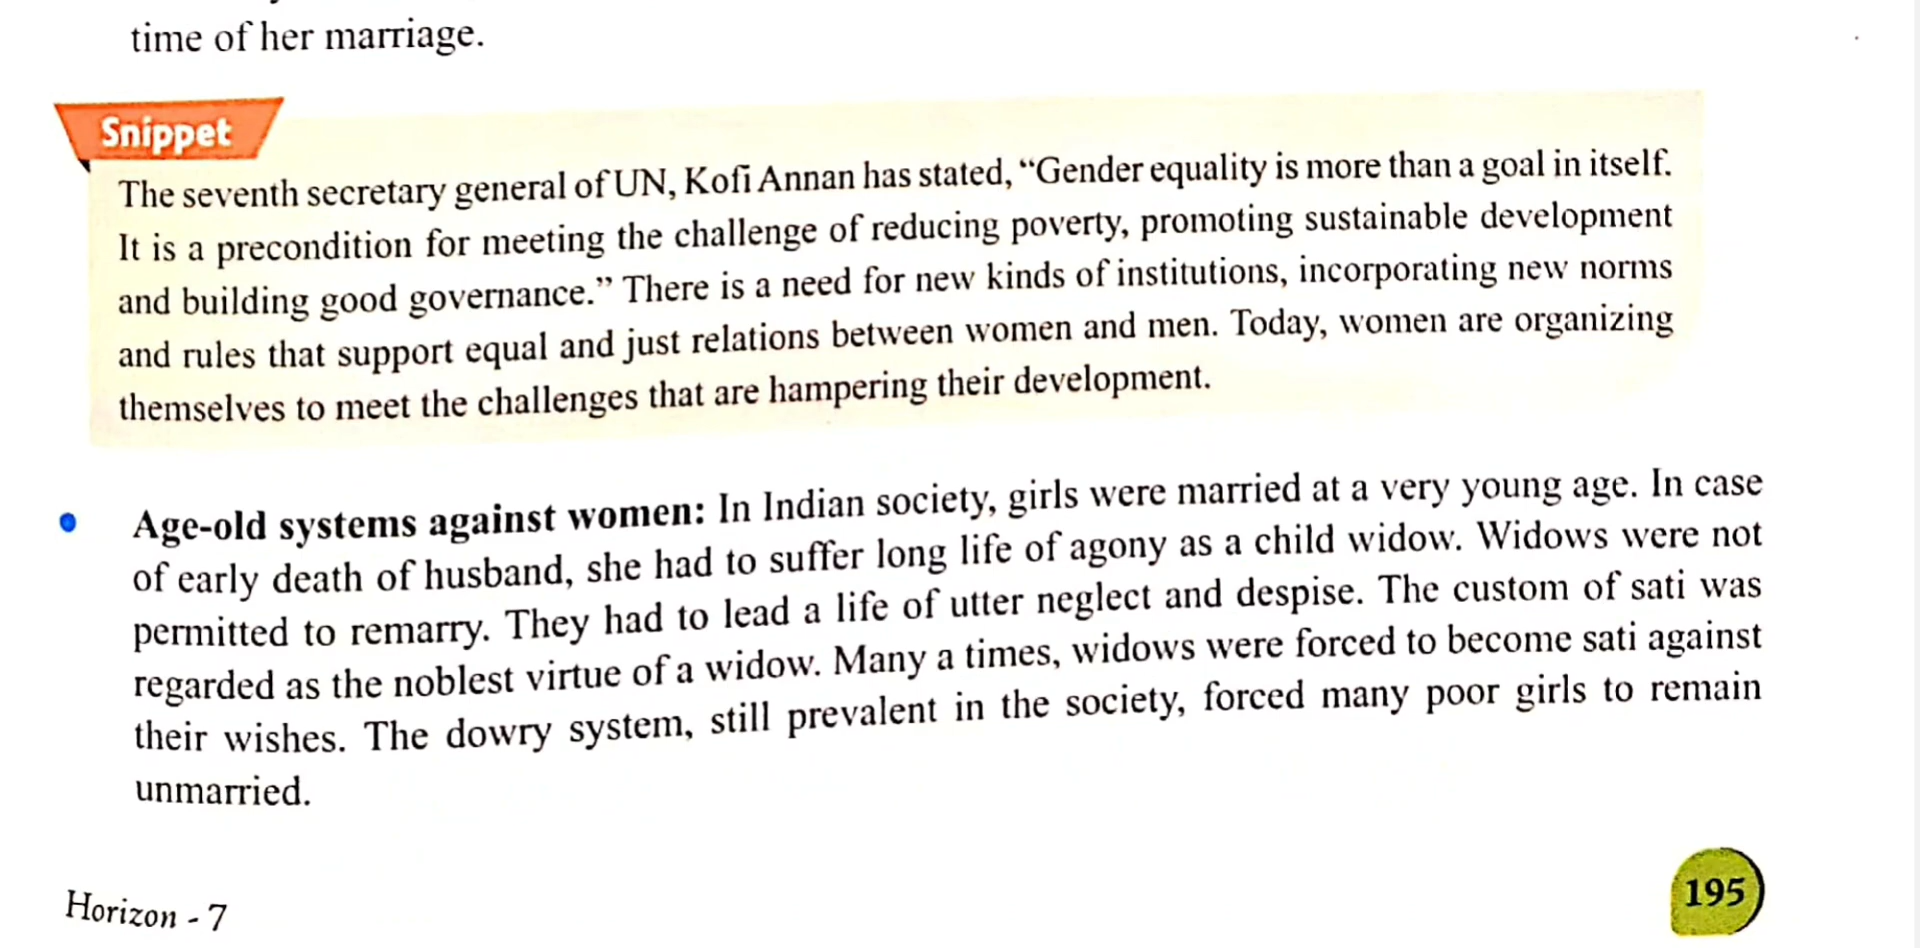 time of her marriage.
Snippet
The seventh secretary general of UN, Kofi Annan has stated, “Gender equality is more than a goal in itself.
It is a precondition for meeting the challenge of reducing poverty, promoting sustainable development
and building good governance.” There is a need for new kinds of institutions, incorporating new norms
and rules that support equal and just relations between women and men. Today, women are organizing
themselves to meet the challenges that are hampering their development.
• Age-old systems against women: In Indian society, girls were married at a very young age. In case
of early death of husband, she had to suffer long life of agony as a child widow. Widows were not
permitted to remarry. They had to lead a life of utter neglect and despise. The custom of sati was
regarded as the noblest virtue of a widow. Many a times, widows were forced to become sati against
their wishes. The dowry system, still prevalent in the society, forced many poor girls to remain
unmarried.
Horizon - 7
195